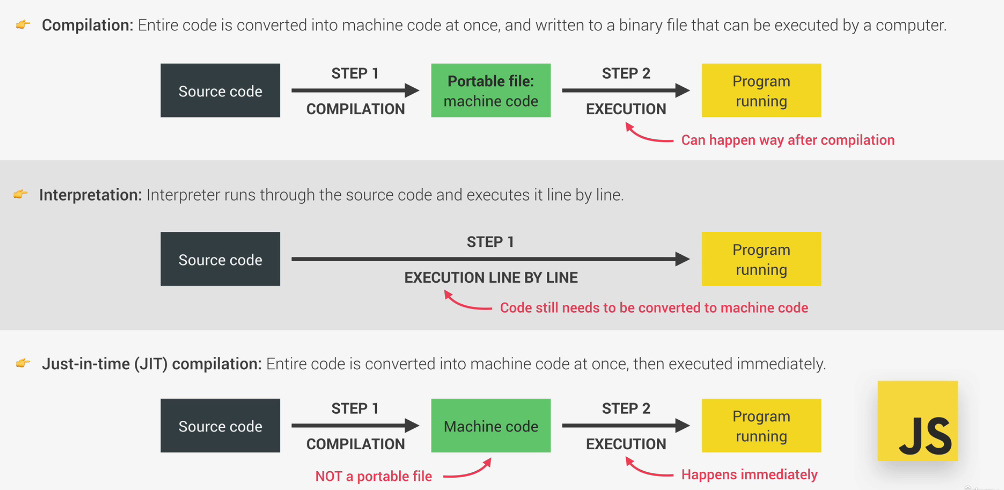 Compilation: Entire code is converted into machine code at once, and written to a binary file that can be executed by a computer.
Source code
STEP 1
COMPILATION
Portable file:
machine code
STEP 2
EXECUTION
Program
running
Can happen way after compilation
Interpretation: Interpreter runs through the source code and executes it line by line.
Source code
STEP 1
EXECUTION LINE BY LINE
Program
running
Code still needs to be converted to machine code
Just-in-time (JIT) compilation: Entire code is converted into machine code at once, then executed immediately.
Source code
STEP 1
COMPILATION
Machine code
STEP 2
EXECUTION
Program
running
NOT a portable file
Happens immediately
JS